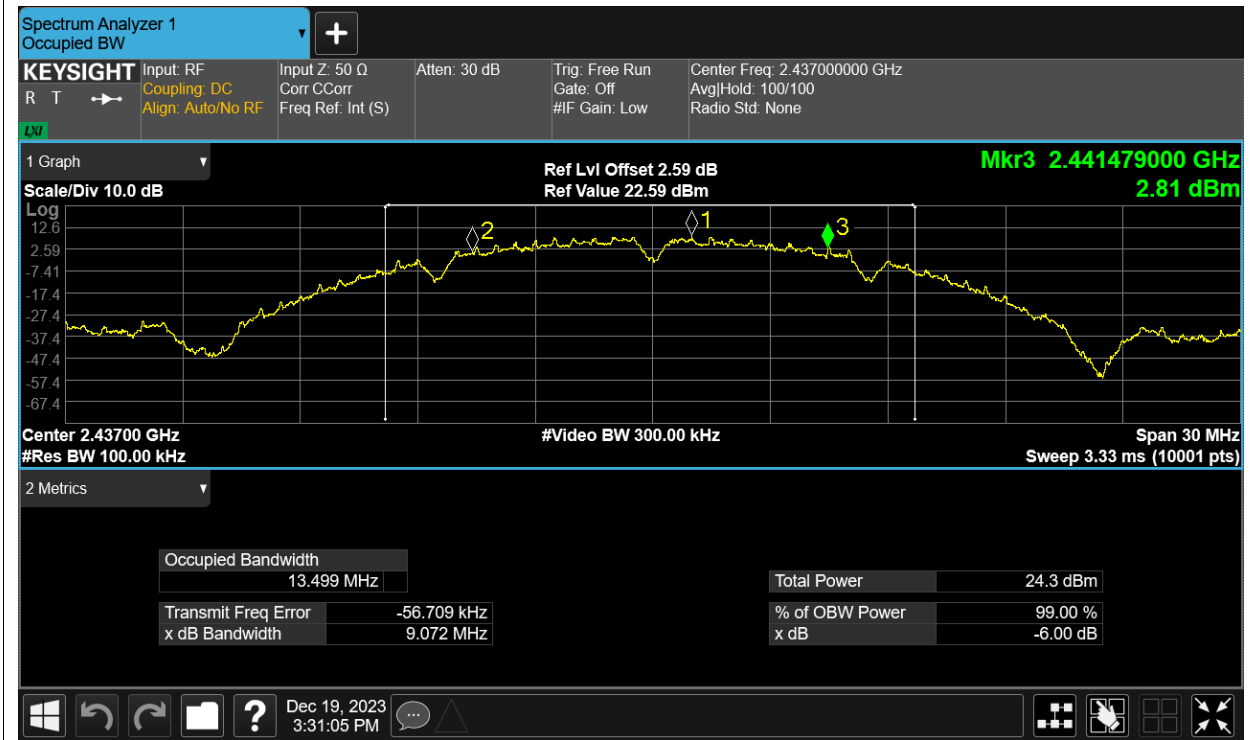 Spectrum Analyzer 1
Occupied BW
KEYSIGHT
R T
LXI
Input: RF
Coupling: DC
Align: Auto/No RF
Input Z: 50 Ω
Corr CCorr
Freq Ref: Int (S)
Atten: 30 dB
Trig: Free Run
Gate: Off
#IF Gain: Low
Center Freq: 2.437000000 GHz
Avg|Hold: 100/100
Radio Std: None
1 Graph
Scale/Div 10.0 dB
Ref Lvl Offset 2.59 dB
Ref Value 22.59 dBm
Mkr3 2.441479000 GHz
2.81 dBm
Log
12.6
2.59
-7.41
-17.4
-27.4
-37.4
-47.4
-57.4
-67.4
2
1
3
Center 2.43700 GHz
#Video BW 300.00 kHz
Span 30 MHz
#Res BW 100.00 kHz
Sweep 3.33 ms (10001 pts)
2 Metrics
Occupied Bandwidth
13.499 MHz
Total Power 24.3 dBm
Transmit Freq Error -56.709 kHz
% of OBW Power 99.00 %
x dB Bandwidth 9.072 MHz
x dB -6.00 dB
?
Dec 19, 2023
3:31:05 PM